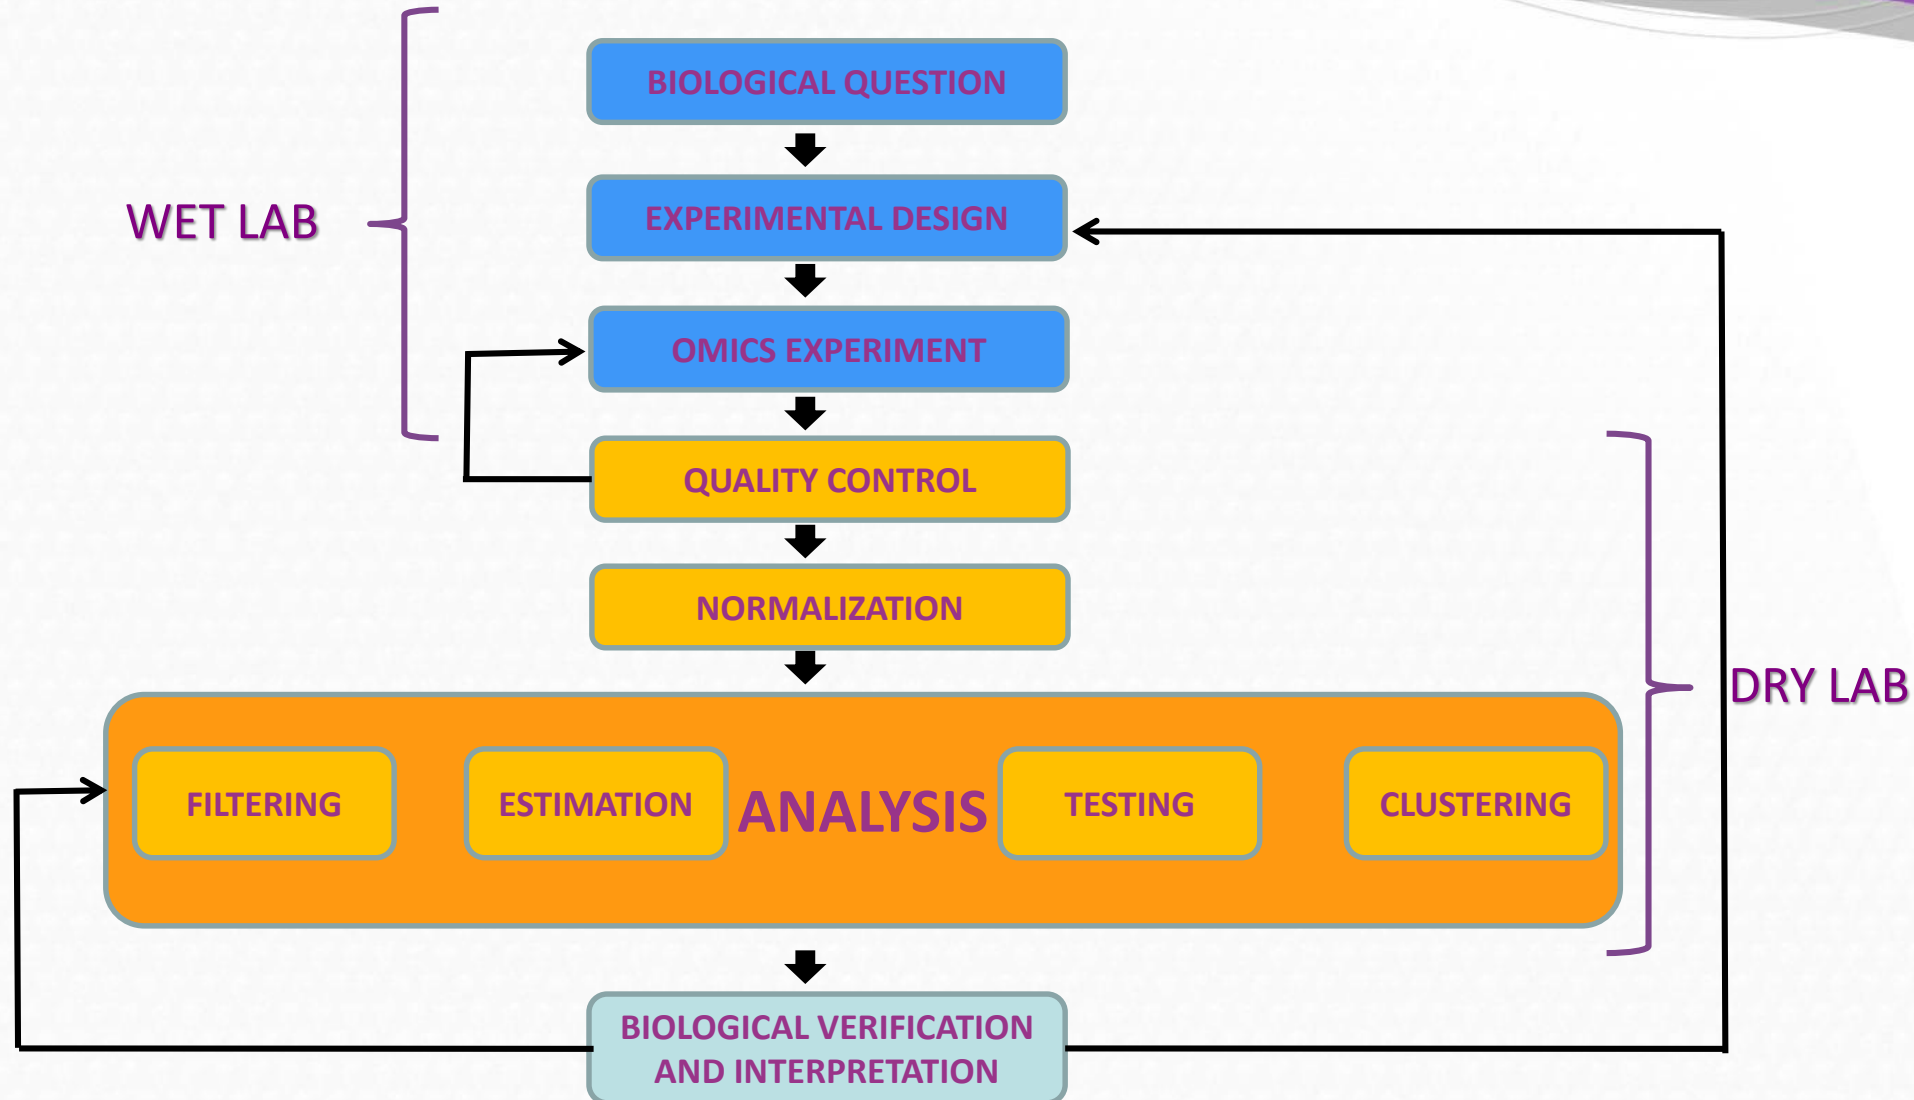 BIOLOGICAL QUESTION
WET LAB
EXPERIMENTAL DESIGN
OMICS EXPERIMENT
QUALITY CONTROL
NORMALIZATION
DRY LAB
FILTERING
ESTIMATION
ANALYSIS
TESTING
CLUSTERING
BIOLOGICAL VERIFICATION
AND INTERPRETATION